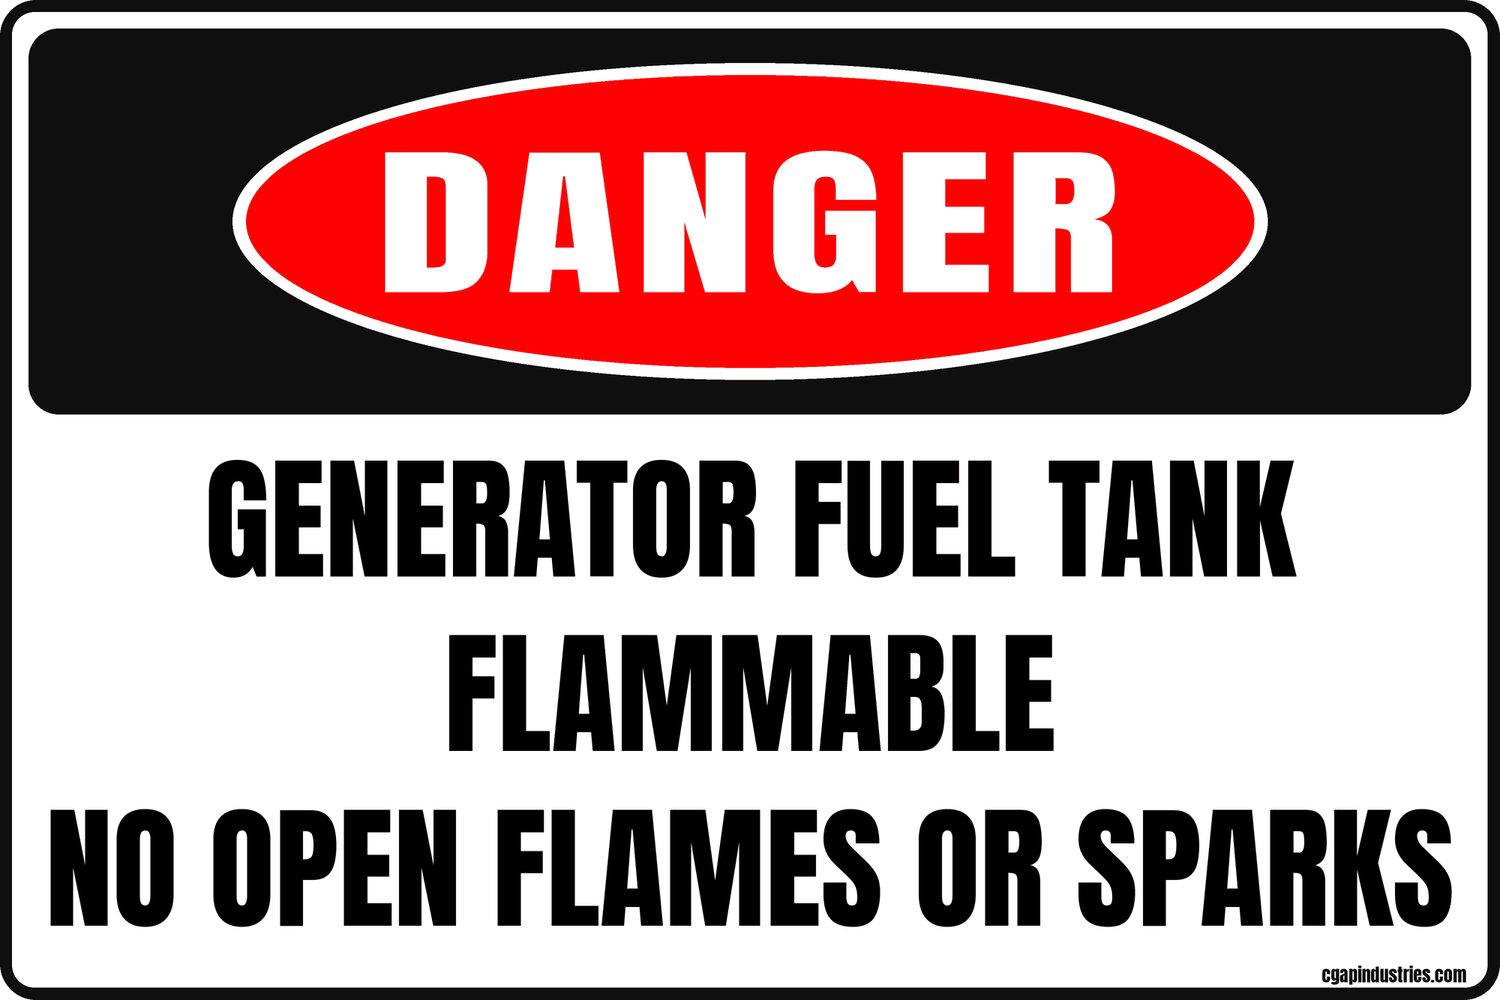 DANGER
GENERATOR FUEL TANK
FLAMMABLE
NO OPEN FLAMES OR SPARKS
cgapindustries.com